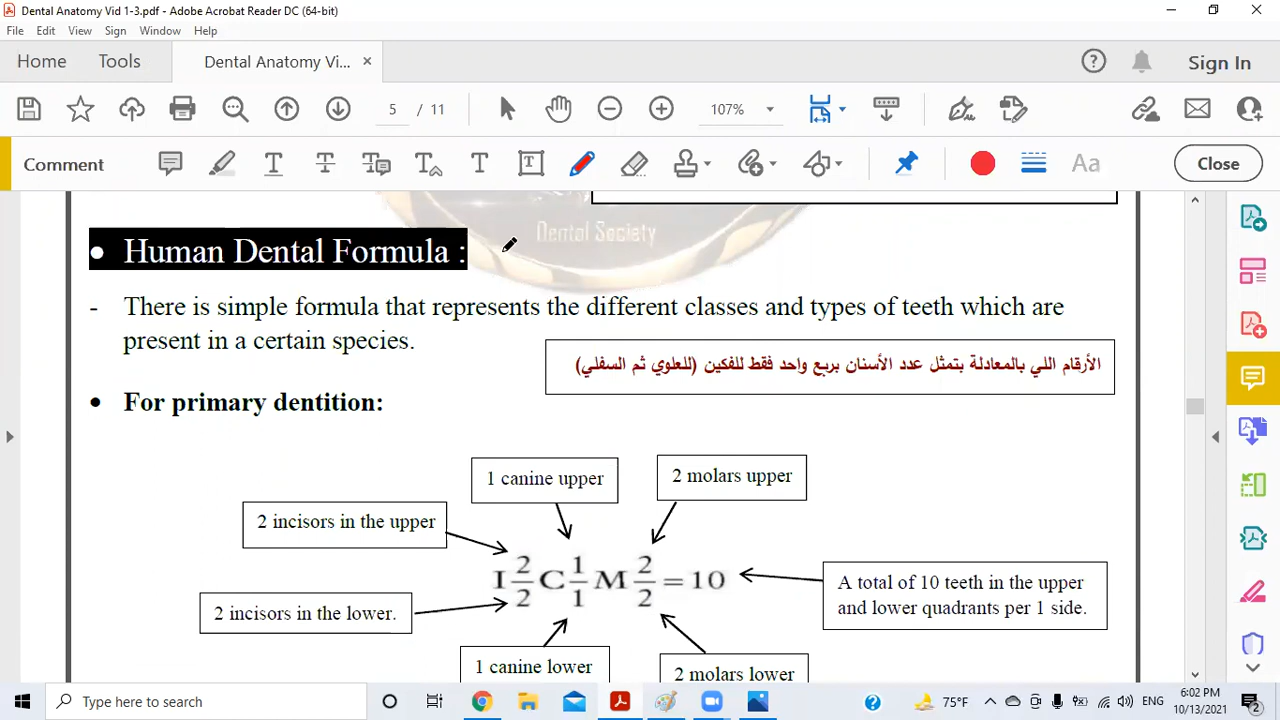 Dental Anatomy Vid 1-3.pdf - Adobe Acrobat Reader DC (64-bit)
File Edit View Sign Window Help
Home Tools Dental Anatomy Vi... × Sign In
5 / 11 107%
Comment Close
Dental Society
• Human Dental Formula :
- There is simple formula that represents the different classes and types of teeth which are
present in a certain species.
الأرقام اللي بالمعادلة بتمثل عدد الأسنان بربع واحد فقط للفكين (للعلوي ثم السفلي)
• For primary dentition:
1 canine upper
2 molars upper
2 incisors in the upper
I 2/2 C 1/1 M 2/2 = 10
A total of 10 teeth in the upper
and lower quadrants per 1 side.
2 incisors in the lower.
1 canine lower
2 molars lower
Type here to search
75°F ENG 6:02 PM
10/13/2021
2